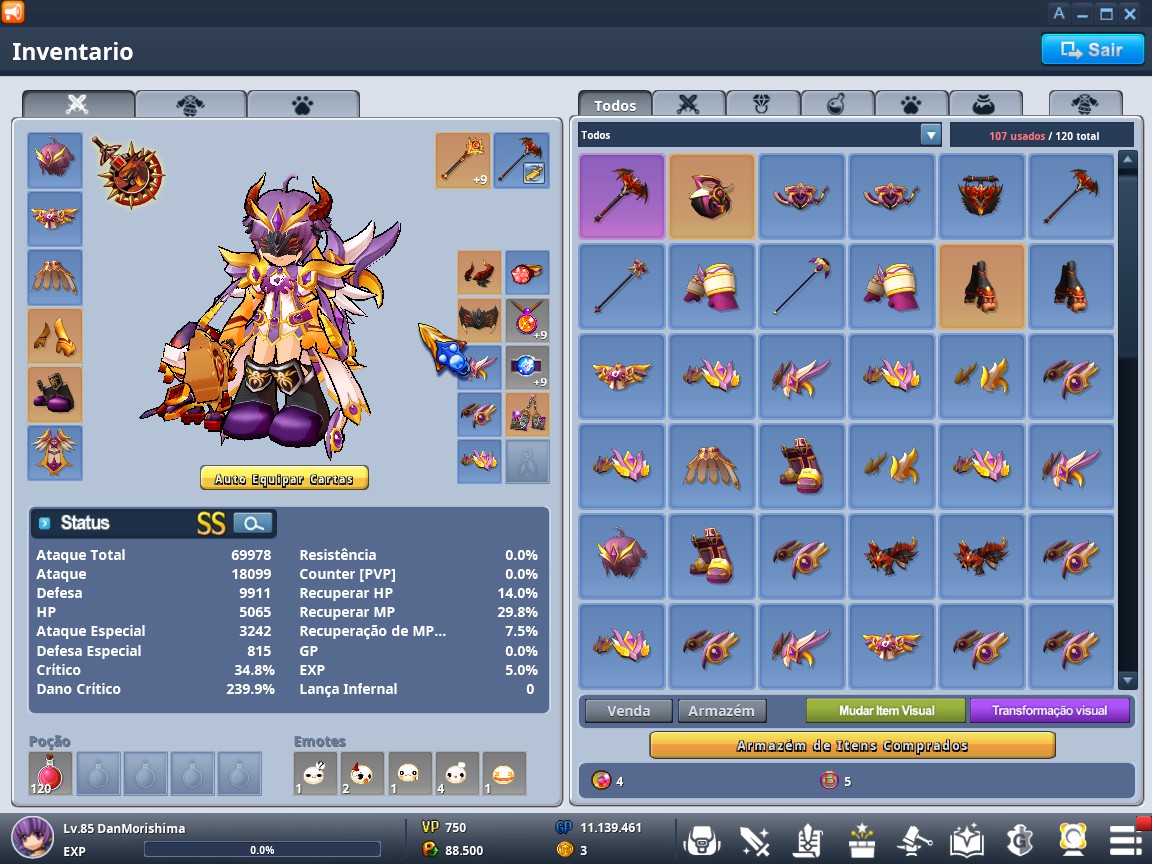 A
Inventario
Sair
Todos
Todos
107 usados / 120 total
+9
+9
+9
Auto Equipar Cartas
Status
SS
Ataque Total 69978
Ataque 18099
Defesa 9911
HP 5065
Ataque Especial 3242
Defesa Especial 815
Crítico 34.8%
Dano Crítico 239.9%
Resistência 0.0%
Counter [PVP] 0.0%
Recuperar HP 14.0%
Recuperar MP 29.8%
Recuperação de MP... 7.5%
GP 0.0%
EXP 5.0%
Lança Infernal 0
Venda
Armazém
Mudar Item Visual
Transformação visual
Armazém de Itens Comprados
4
5
Poção
120
Emotes
1
2
1
4
1
Lv.85 DanMorishima
EXP 0.0%
VP 750
88.500
GP 11.139.461
3